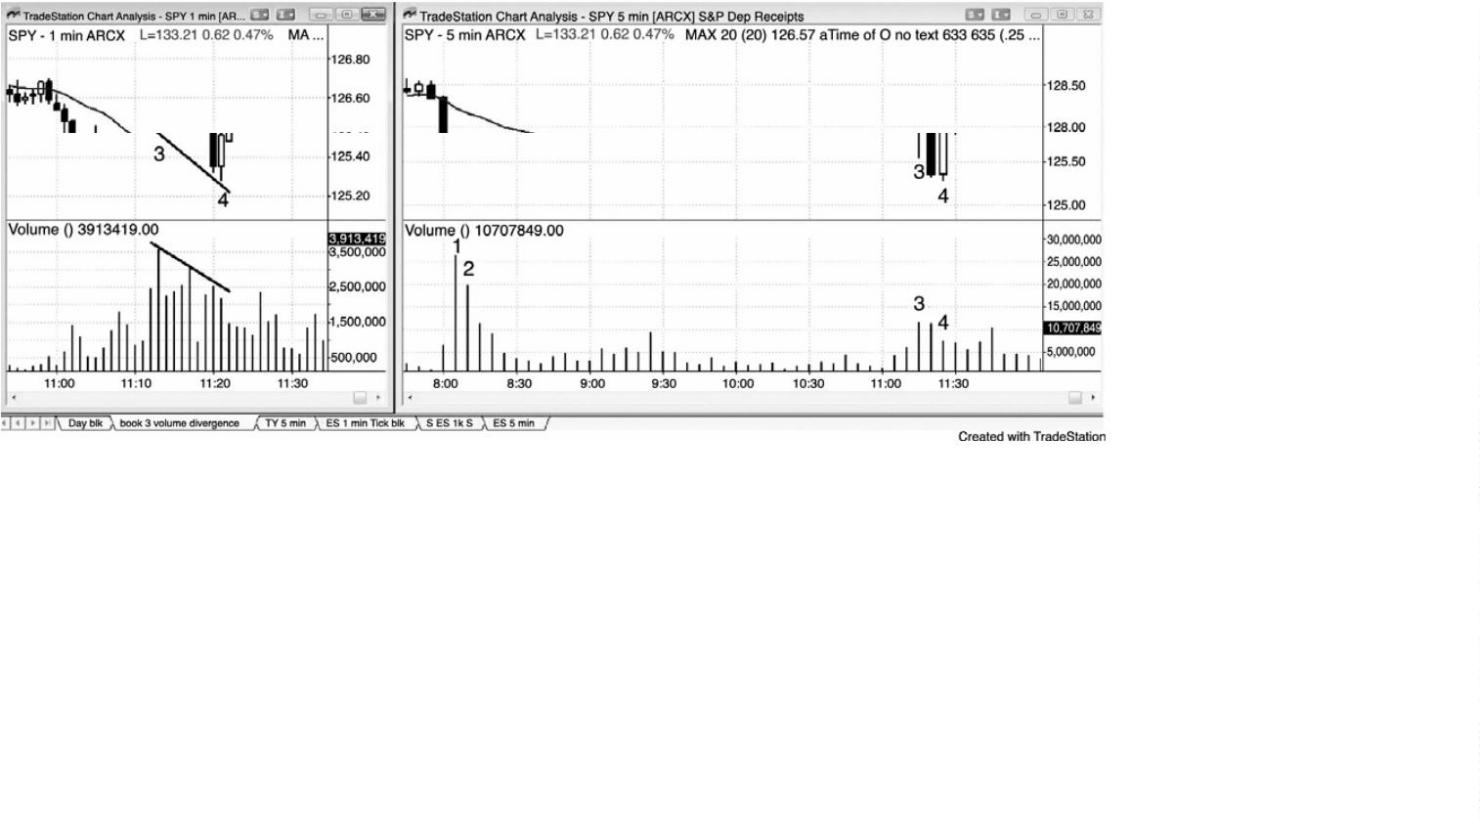 TradeStation Chart Analysis - SPY 1 min [AR...
SPY - 1 min ARCX L=133.21 0.62 0.47% MA ...
126.80
126.60
3
125.40
125.20
4
Volume () 3913419.00
3,913,419
3,500,000
2,500,000
1,500,000
500,000
11:00 11:10 11:20 11:30
TradeStation Chart Analysis - SPY 5 min [ARCX] S&P Dep Receipts
SPY - 5 min ARCX L=133.21 0.62 0.47% MAX 20 (20) 126.57 aTime of O no text 633 635 (.25 ...
128.50
128.00
125.50
3
4
125.00
Volume () 10707849.00
1
2
3
4
30,000,000
25,000,000
20,000,000
15,000,000
10,707,849
5,000,000
8:00 8:30 9:00 9:30 10:00 10:30 11:00 11:30
Day blk book 3 volume divergence TY 5 min ES 1 min Tick blk S ES 1k S ES 5 min
Created with TradeStation